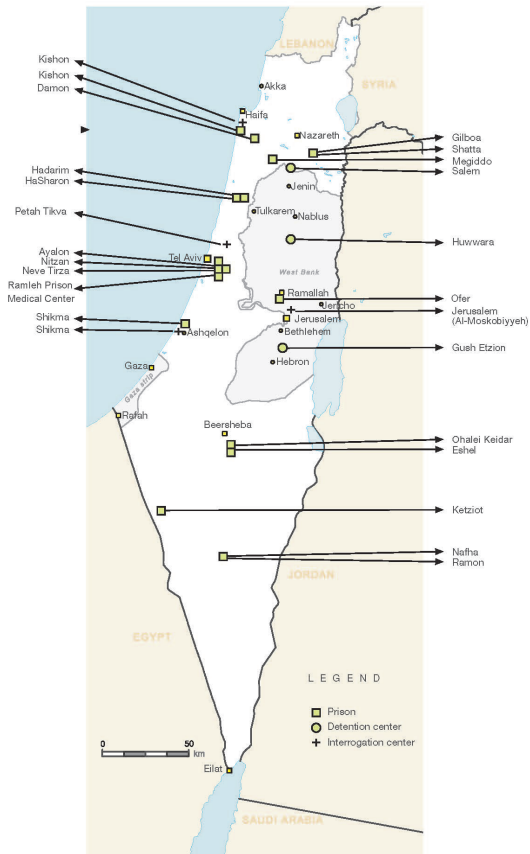 LEBANON
SYRIA
Kishon
Kishon
Damon
Akka
Haifa
Nazareth
Gilboa
Shatta
Megiddo
Salem
Hadarim
HaSharon
Jenin
Petah Tikva
Tulkarem
Nablus
Huwwara
Ayalon
Nitzan
Neve Tirza
Ramleh Prison
Medical Center
Tel Aviv
West Bank
Ramallah
Jericho
Ofer
Jerusalem
(Al-Moskobiyyeh)
Shikma
Shikma
Jerusalem
Ashqelon
Bethlehem
Gush Etzion
Gaza
Hebron
Gaza strip
Rafah
Beersheba
Ohalei Keidar
Eshel
Ketziot
Nafha
Ramon
JORDAN
EGYPT
LEGEND
Prison
Detention center
Interrogation center
0 50
km
Eilat
SAUDI ARABIA